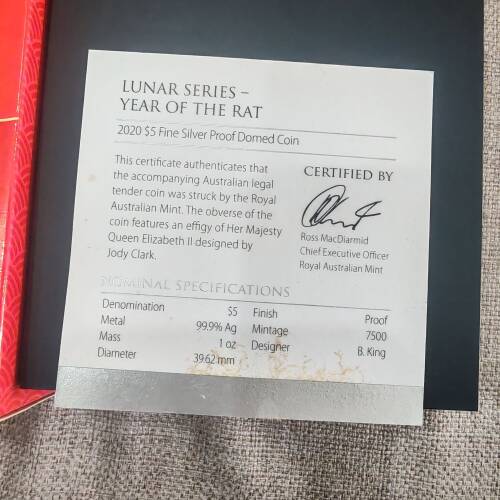 LUNAR SERIES –
YEAR OF THE RAT
2020 $5 Fine Silver Proof Domed Coin
This certificate authenticates that
the accompanying Australian legal
tender coin was struck by the Royal
Australian Mint. The obverse of the
coin features an effigy of Her Majesty
Queen Elizabeth II designed by
Jody Clark.
CERTIFIED BY
Ross MacDiarmid
Chief Executive Officer
Royal Australian Mint
NOMINAL SPECIFICATIONS
Denomination $5 Finish Proof
Metal 99.9% Ag Mintage 7500
Mass 1 oz Designer B. King
Diameter 39.62 mm